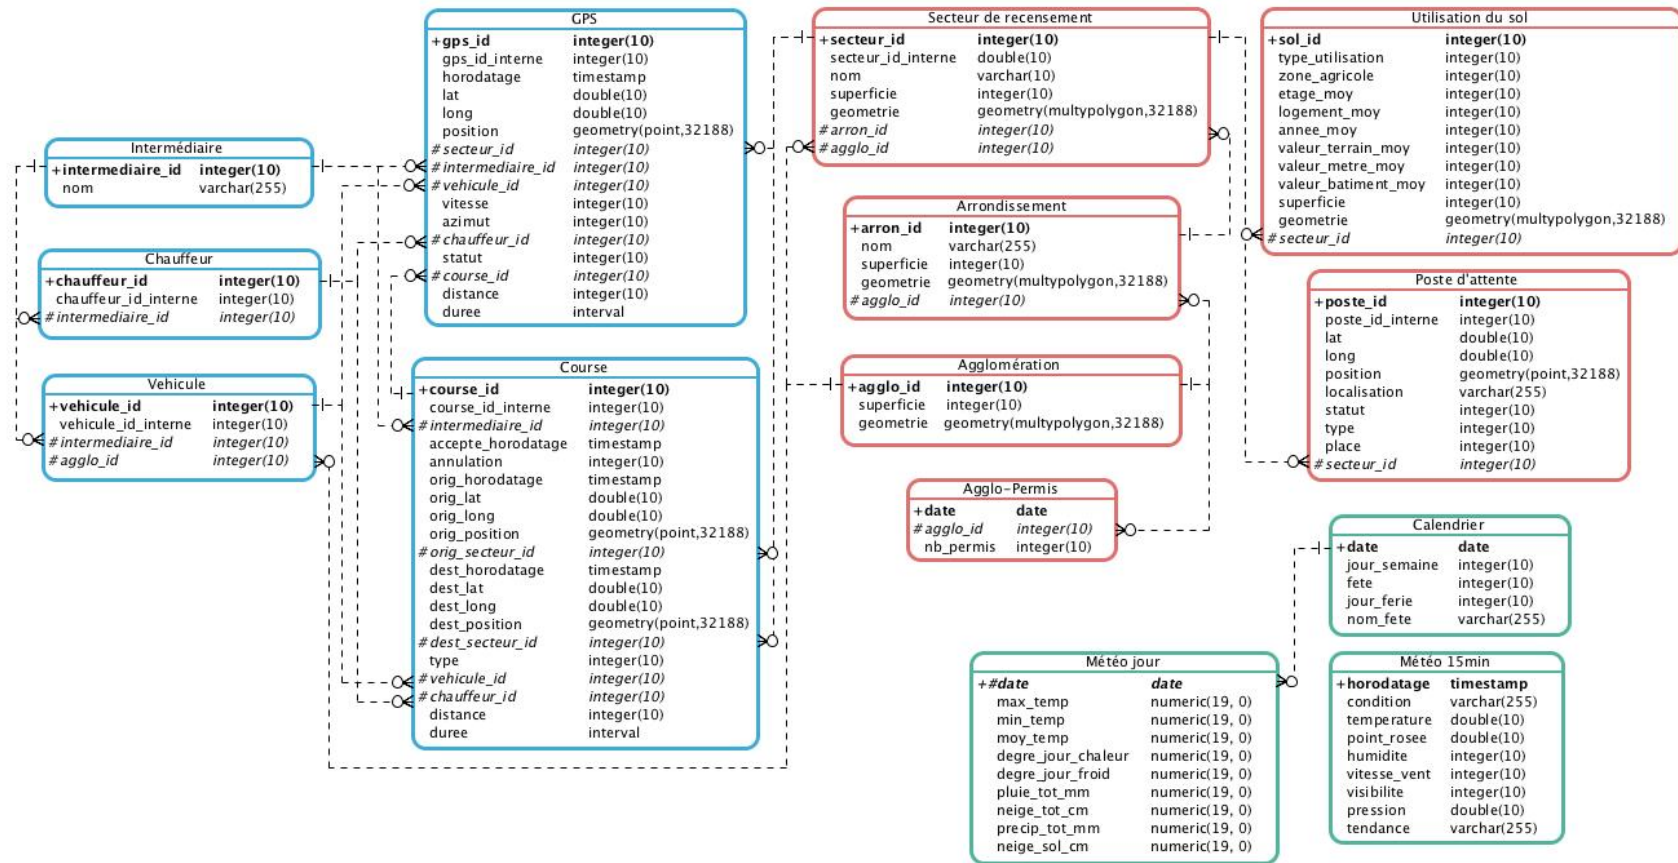 GPS
+gps_id integer(10)
gps_id_interne integer(10)
horodatage timestamp
lat double(10)
long double(10)
position geometry(point,32188)
#secteur_id integer(10)
#intermediaire_id integer(10)
#vehicule_id integer(10)
vitesse integer(10)
azimut integer(10)
#chauffeur_id integer(10)
statut integer(10)
#course_id integer(10)
distance integer(10)
duree interval
Secteur de recensement
+secteur_id integer(10)
secteur_id_interne double(10)
nom varchar(10)
superficie integer(10)
geometrie geometry(multypolygon,32188)
#arron_id integer(10)
#agglo_id integer(10)
Utilisation du sol
+sol_id integer(10)
type_utilisation integer(10)
zone_agricole integer(10)
etage_moy integer(10)
logement_moy integer(10)
annee_moy integer(10)
valeur_terrain_moy integer(10)
valeur_metre_moy integer(10)
valeur_batiment_moy integer(10)
superficie integer(10)
geometrie geometry(multypolygon,32188)
#secteur_id integer(10)
Intermédiaire
+intermediaire_id integer(10)
nom varchar(255)
Chauffeur
+chauffeur_id integer(10)
chauffeur_id_interne integer(10)
#intermediaire_id integer(10)
Vehicule
+vehicule_id integer(10)
vehicule_id_interne integer(10)
#intermediaire_id integer(10)
#agglo_id integer(10)
Course
+course_id integer(10)
course_id_interne integer(10)
#intermediaire_id integer(10)
accepte_horodatage timestamp
annulation integer(10)
orig_horodatage timestamp
orig_lat double(10)
orig_long double(10)
orig_position geometry(point,32188)
#orig_secteur_id integer(10)
dest_horodatage timestamp
dest_lat double(10)
dest_long double(10)
dest_position geometry(point,32188)
#dest_secteur_id integer(10)
type integer(10)
#vehicule_id integer(10)
#chauffeur_id integer(10)
distance integer(10)
duree interval
Arrondissement
+arron_id integer(10)
nom varchar(255)
superficie integer(10)
geometrie geometry(multypolygon,32188)
#agglo_id integer(10)
Agglomération
+agglo_id integer(10)
superficie integer(10)
geometrie geometry(multypolygon,32188)
Agglo-Permis
+date date
#agglo_id integer(10)
nb_permis integer(10)
Poste d'attente
+poste_id integer(10)
poste_id_interne integer(10)
lat double(10)
long double(10)
position geometry(point,32188)
localisation varchar(255)
statut integer(10)
type integer(10)
place integer(10)
#secteur_id integer(10)
Calendrier
+date date
jour_semaine integer(10)
fete integer(10)
jour_ferie integer(10)
nom_fete varchar(255)
Météo jour
+#date date
max_temp numeric(19, 0)
min_temp numeric(19, 0)
moy_temp numeric(19, 0)
degre_jour_chaleur numeric(19, 0)
degre_jour_froid numeric(19, 0)
pluie_tot_mm numeric(19, 0)
neige_tot_cm numeric(19, 0)
precip_tot_mm numeric(19, 0)
neige_sol_cm numeric(19, 0)
Météo 15min
+horodatage timestamp
condition varchar(255)
temperature double(10)
point_rosee double(10)
humidite integer(10)
vitesse_vent integer(10)
visibilite integer(10)
pression double(10)
tendance varchar(255)